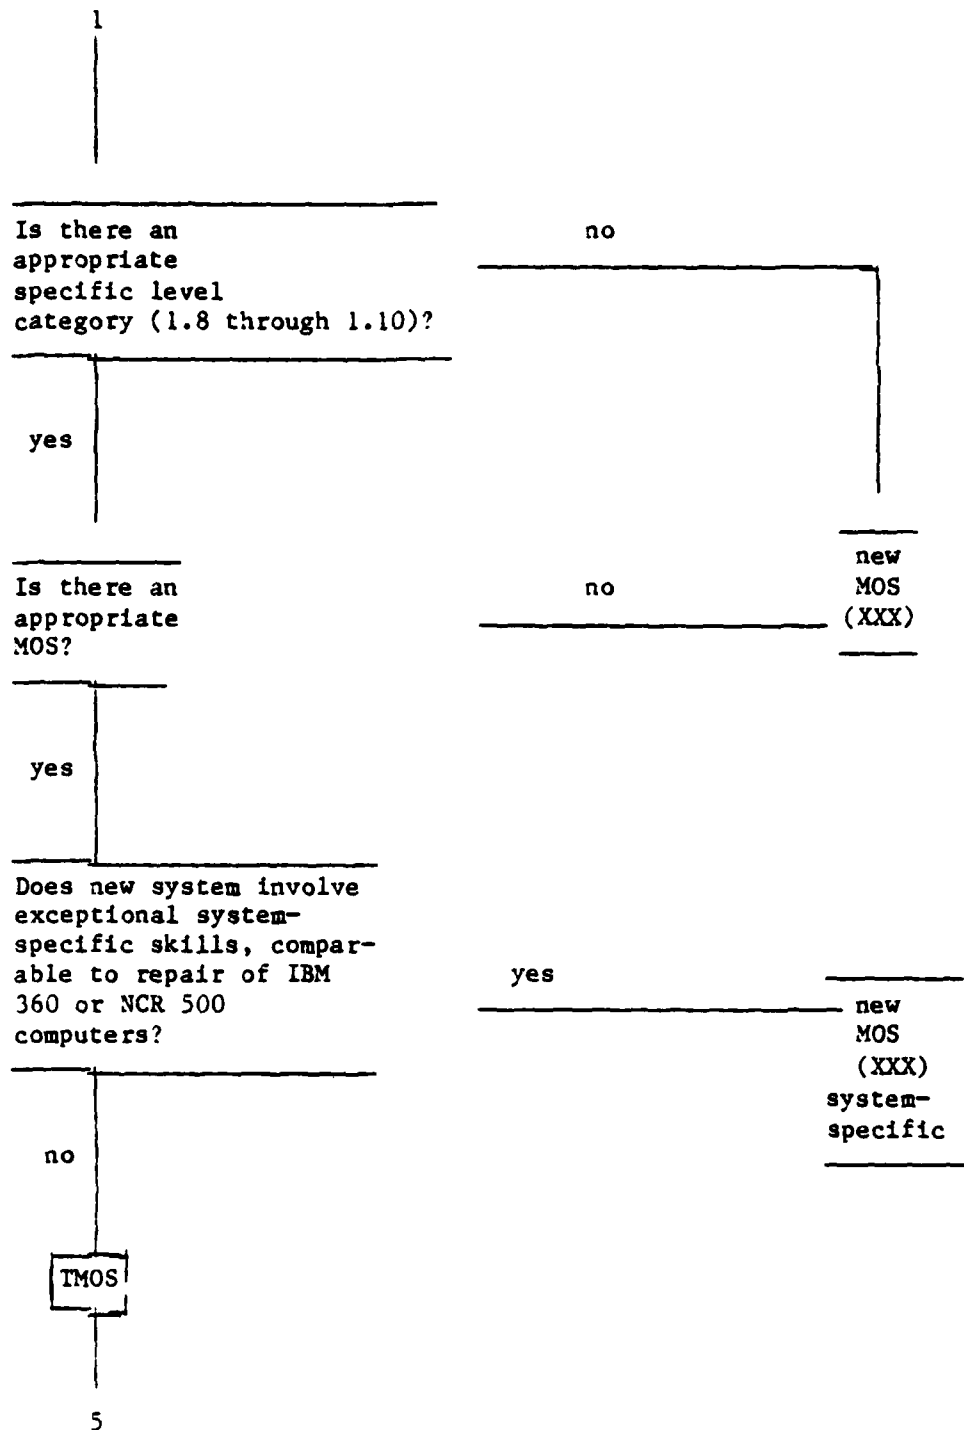 1
Is there an
appropriate
specific level
category (1.8 through 1.10)?
no
yes
Is there an
appropriate
MOS?
no
new
MOS
(XXX)
yes
Does new system involve
exceptional system-
specific skills, compar-
able to repair of IBM
360 or NCR 500
computers?
yes
new
MOS
(XXX)
system-
specific
no
TMOS
5